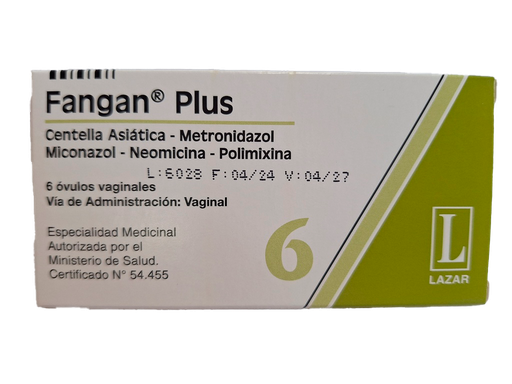 Fangan® Plus
Centella Asiática - Metronidazol
Miconazol - Neomicina - Polimixina
L:6028 F:04/24 V:04/27
6 óvulos vaginales
Vía de Administración: Vaginal
Especialidad Medicinal
Autorizada por el
Ministerio de Salud.
Certificado N° 54.455
6
L
LAZAR